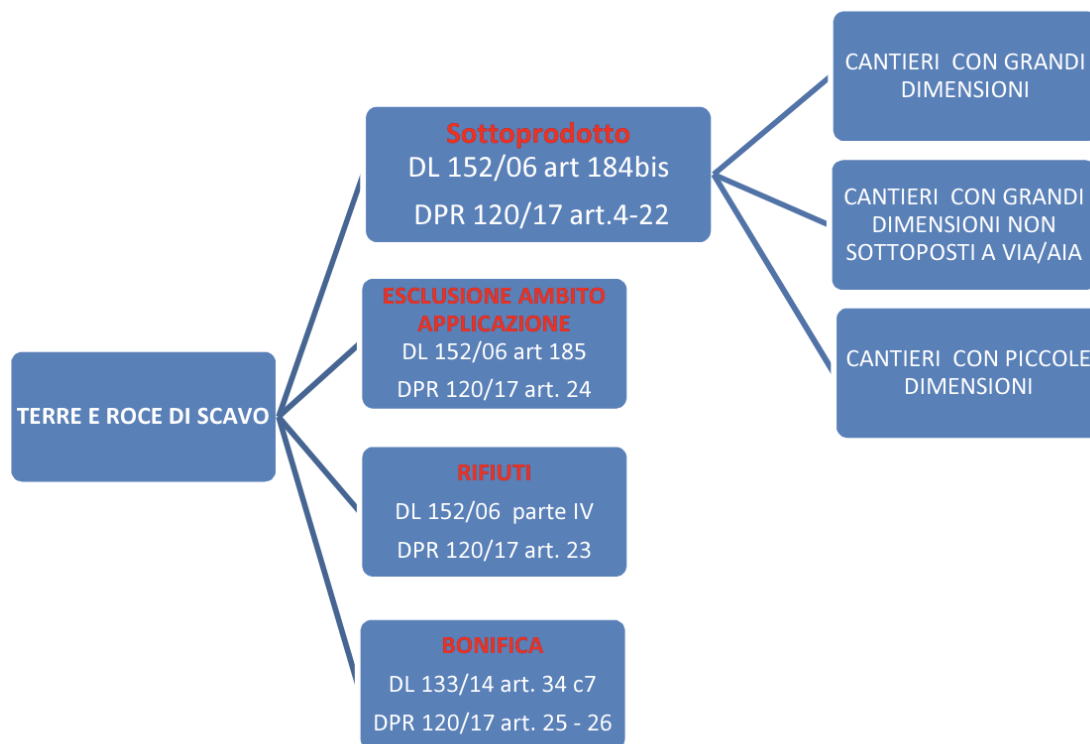 TERRE E ROCE DI SCAVO
Sottoprodotto
DL 152/06 art 184bis
DPR 120/17 art.4-22
ESCLUSIONE AMBITO
APPLICAZIONE
DL 152/06 art 185
DPR 120/17 art. 24
RIFIUTI
DL 152/06 parte IV
DPR 120/17 art. 23
BONIFICA
DL 133/14 art. 34 c7
DPR 120/17 art. 25 - 26
CANTIERI CON GRANDI
DIMENSIONI
CANTIERI CON GRANDI
DIMENSIONI NON
SOTTOPOSTI A VIA/AIA
CANTIERI CON PICCOLE
DIMENSIONI